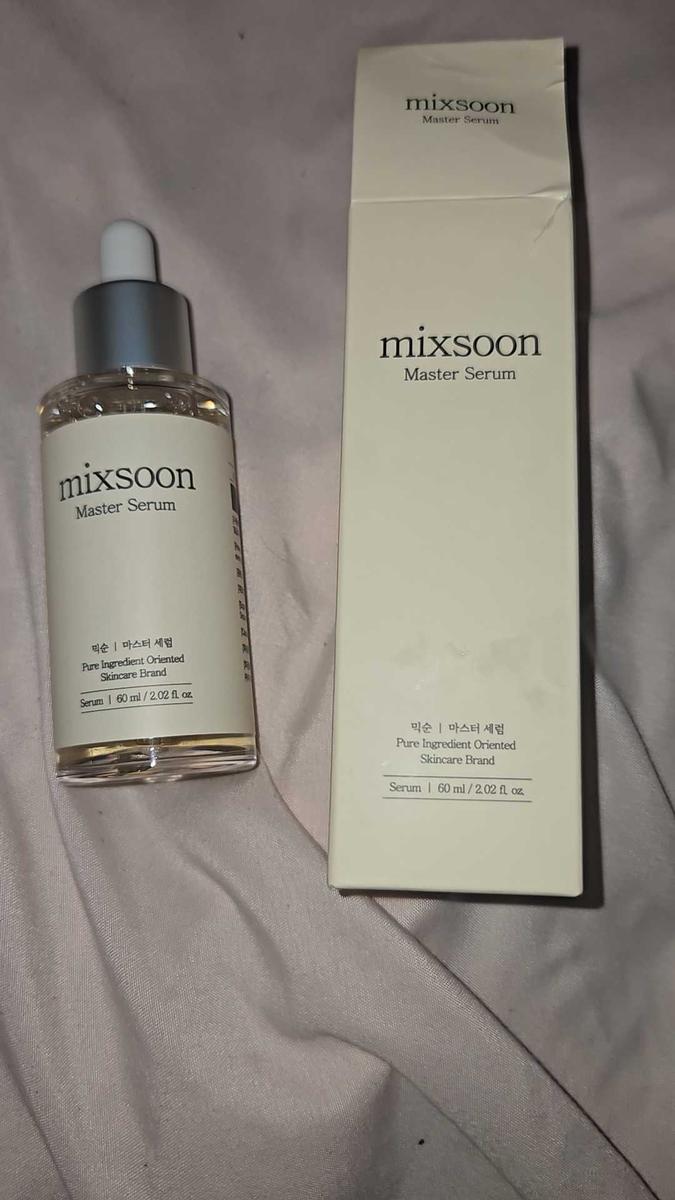 mixsoon
Master Serum
믹순 | 마스터 세럼
Pure Ingredient Oriented
Skincare Brand
Serum | 60 ml / 2.02 fl. oz.
mixsoon
Master Serum
mixsoon
Master Serum
믹순 | 마스터 세럼
Pure Ingredient Oriented
Skincare Brand
Serum | 60 ml / 2.02 fl. oz.